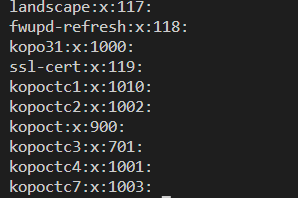 landscape:x:117:
fwupd-refresh:x:118:
kopo31:x:1000:
ssl-cert:x:119:
kopoctc1:x:1010:
kopoctc2:x:1002:
kopoct:x:900:
kopoctc3:x:701:
kopoctc4:x:1001:
kopoctc7:x:1003: